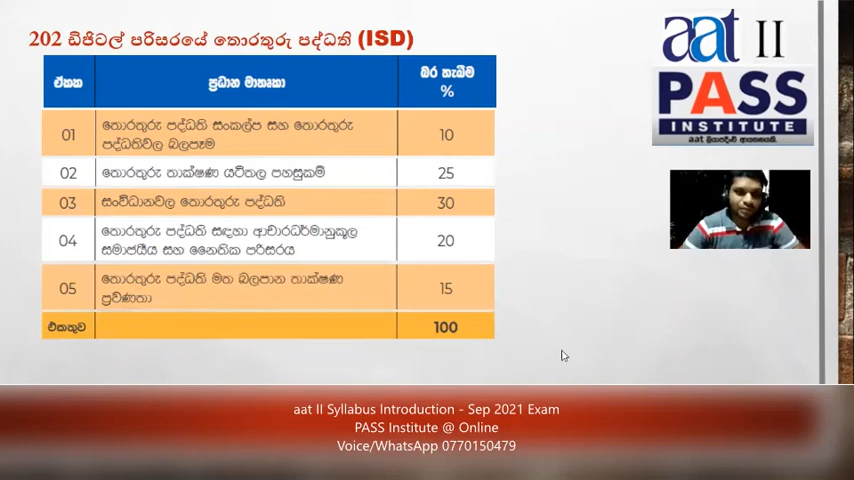 202 ඩිජිටල් පරිසරයේ තොරතුරු පද්ධති (ISD)
aat II
PASS
INSTITUTE
aat ලියාපදිංචි ආයතනයකි.
ඒකක ප්‍රධාන මාතෘකා බර තැබීම %
01 තොරතුරු පද්ධති සංකල්ප සහ තොරතුරු
පද්ධතිවල බලපෑම 10
02 තොරතුරු තාක්ෂණ යටිතල පහසුකම් 25
03 සංවිධානවල තොරතුරු පද්ධති 30
04 තොරතුරු පද්ධති සඳහා ආචාරධර්මානුකූල
සමාජයීය සහ නෛතික පරිසරය 20
05 තොරතුරු පද්ධති මත බලපාන තාක්ෂණ
ප්‍රවණතා 15
එකතුව 100
aat II Syllabus Introduction - Sep 2021 Exam
PASS Institute @ Online
Voice/WhatsApp 0770150479